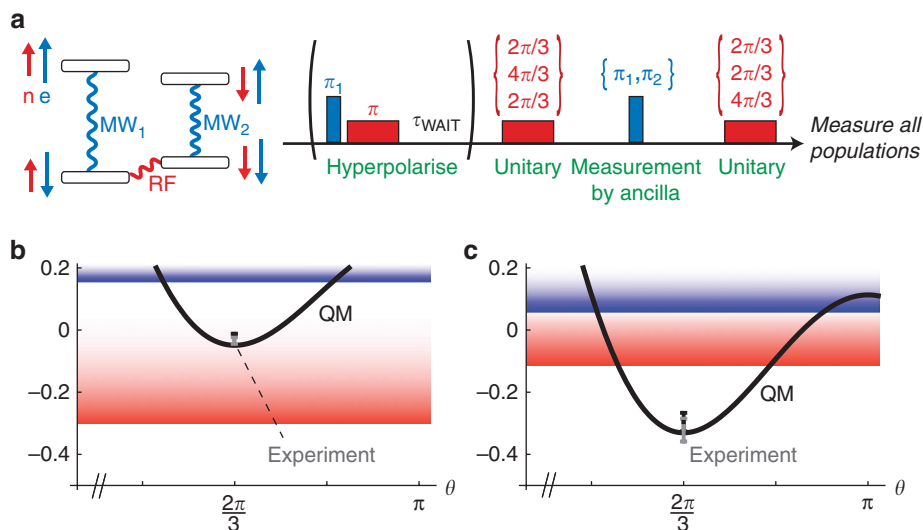 a
n e
MW₁
MW₂
RF
π₁
π
τWAIT
Hyperpolarise
2π/3
4π/3
2π/3
Unitary
{π₁,π₂}
Measurement
by ancilla
2π/3
2π/3
4π/3
Unitary
Measure all
populations
b
0.2
0
−0.2
−0.4
QM
Experiment
2π/3
π
θ
c
0.2
0
−0.2
−0.4
QM
Experiment
2π/3
π
θ